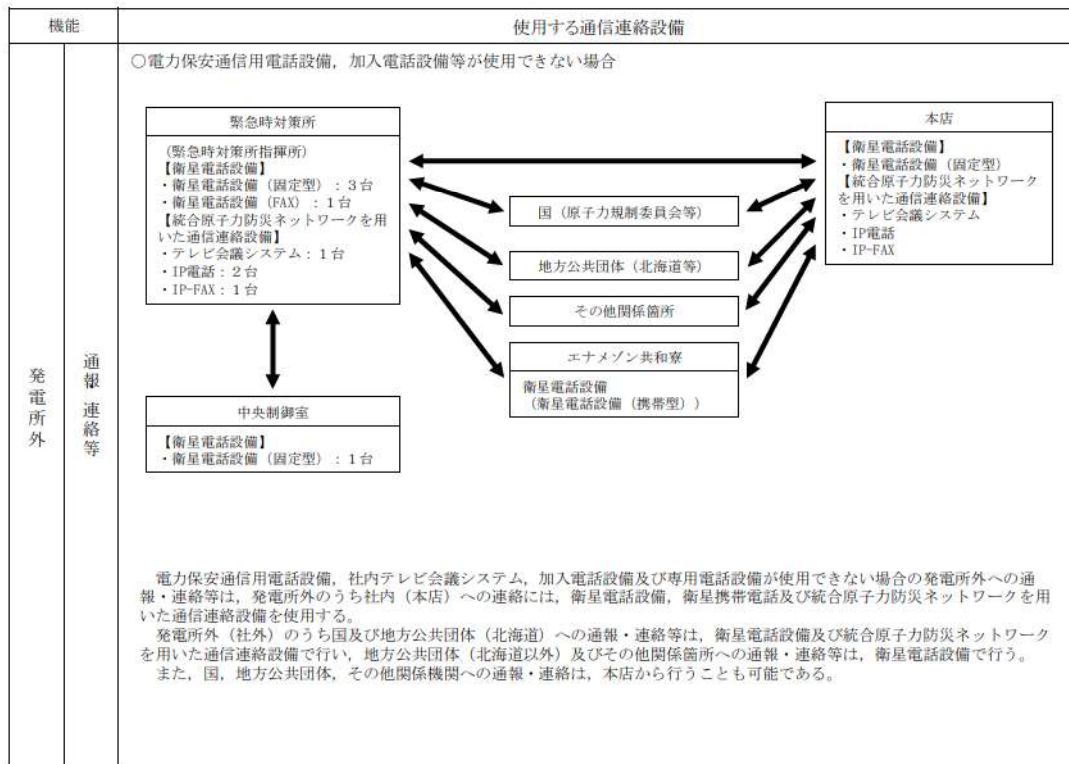 機能
使用する通信連絡設備
発電所外
通報・連絡等
○電力保安通信用電話設備，加入電話設備等が使用できない場合
緊急時対策所
（緊急時対策所指揮所）
【衛星電話設備】
・衛星電話設備（固定型）：３台
・衛星電話設備（FAX）：１台
【統合原子力防災ネットワークを用
いた通信連絡設備】
・テレビ会議システム：１台
・IP電話：２台
・IP-FAX：１台
中央制御室
【衛星電話設備】
・衛星電話設備（固定型）：１台
国（原子力規制委員会等）
地方公共団体（北海道等）
その他関係箇所
エナメゾン共和寮
衛星電話設備
（衛星電話設備（携帯型））
本店
【衛星電話設備】
・衛星電話設備（固定型）
【統合原子力防災ネットワーク
を用いた通信連絡設備】
・テレビ会議システム
・IP電話
・IP-FAX
電力保安通信用電話設備，社内テレビ会議システム，加入電話設備及び専用電話設備が使用できない場合の発電所外への通
報・連絡等は，発電所外のうち社内（本店）への連絡には，衛星電話設備，衛星携帯電話及び統合原子力防災ネットワークを用
いた通信連絡設備を使用する。
発電所外（社外）のうち国及び地方公共団体（北海道）への通報・連絡等は，衛星電話設備及び統合原子力防災ネットワーク
を用いた通信連絡設備で行い，地方公共団体（北海道以外）及びその他関係箇所への通報・連絡等は，衛星電話設備で行う。
また，国，地方公共団体，その他関係機関への通報・連絡は，本店から行うことも可能である。